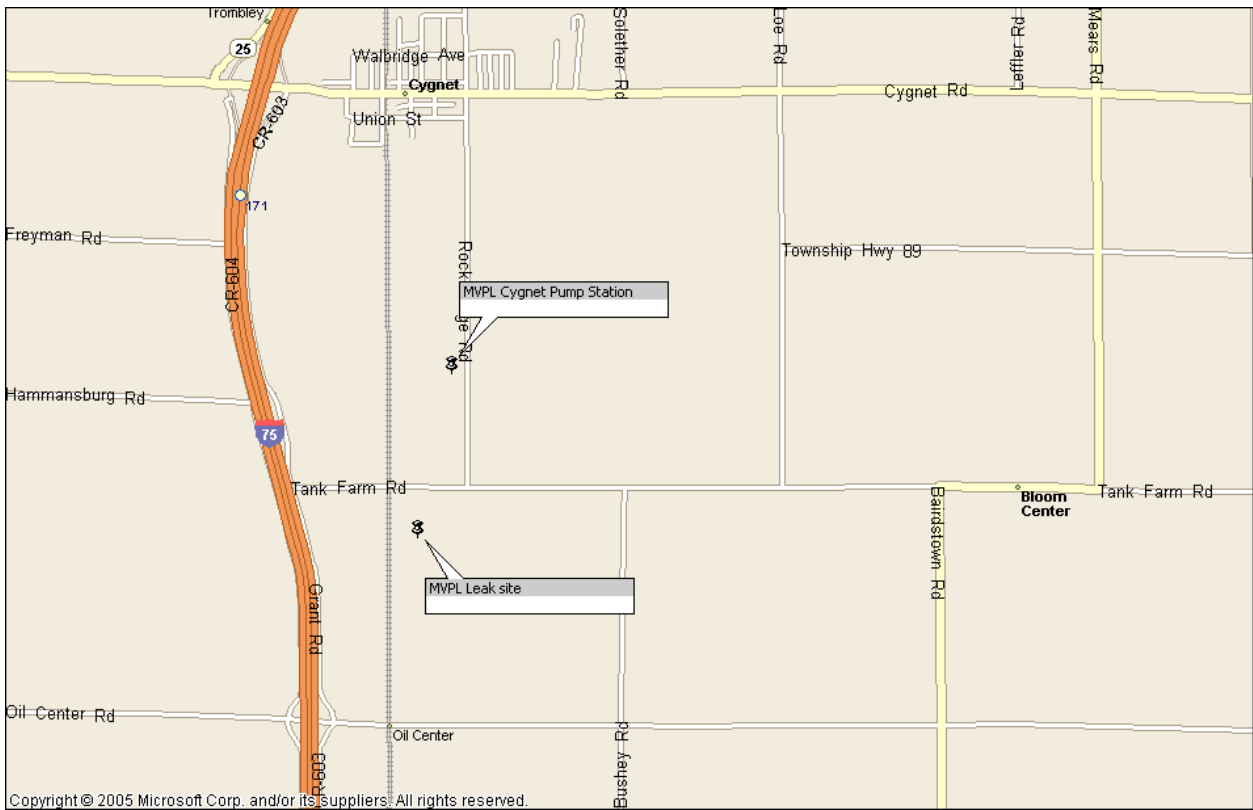 Trombley
25
Walbridge Ave
Cygnet
Union St
CR-603
Solether Rd
Loe Rd
Leffler Rd
Mears Rd
Cygnet Rd
171
Freyman Rd
CR-604
Township Hwy 89
MVPL Cygnet Pump Station
Rd
Hammansburg Rd
75
Tank Farm Rd
Bloom
Center
Tank Farm Rd
Bairdstown Rd
MVPL Leak site
Grant Rd
Oil Center Rd
Oil Center
Bushey Rd
Copyright © 2005 Microsoft Corp. and/or its suppliers. All rights reserved.